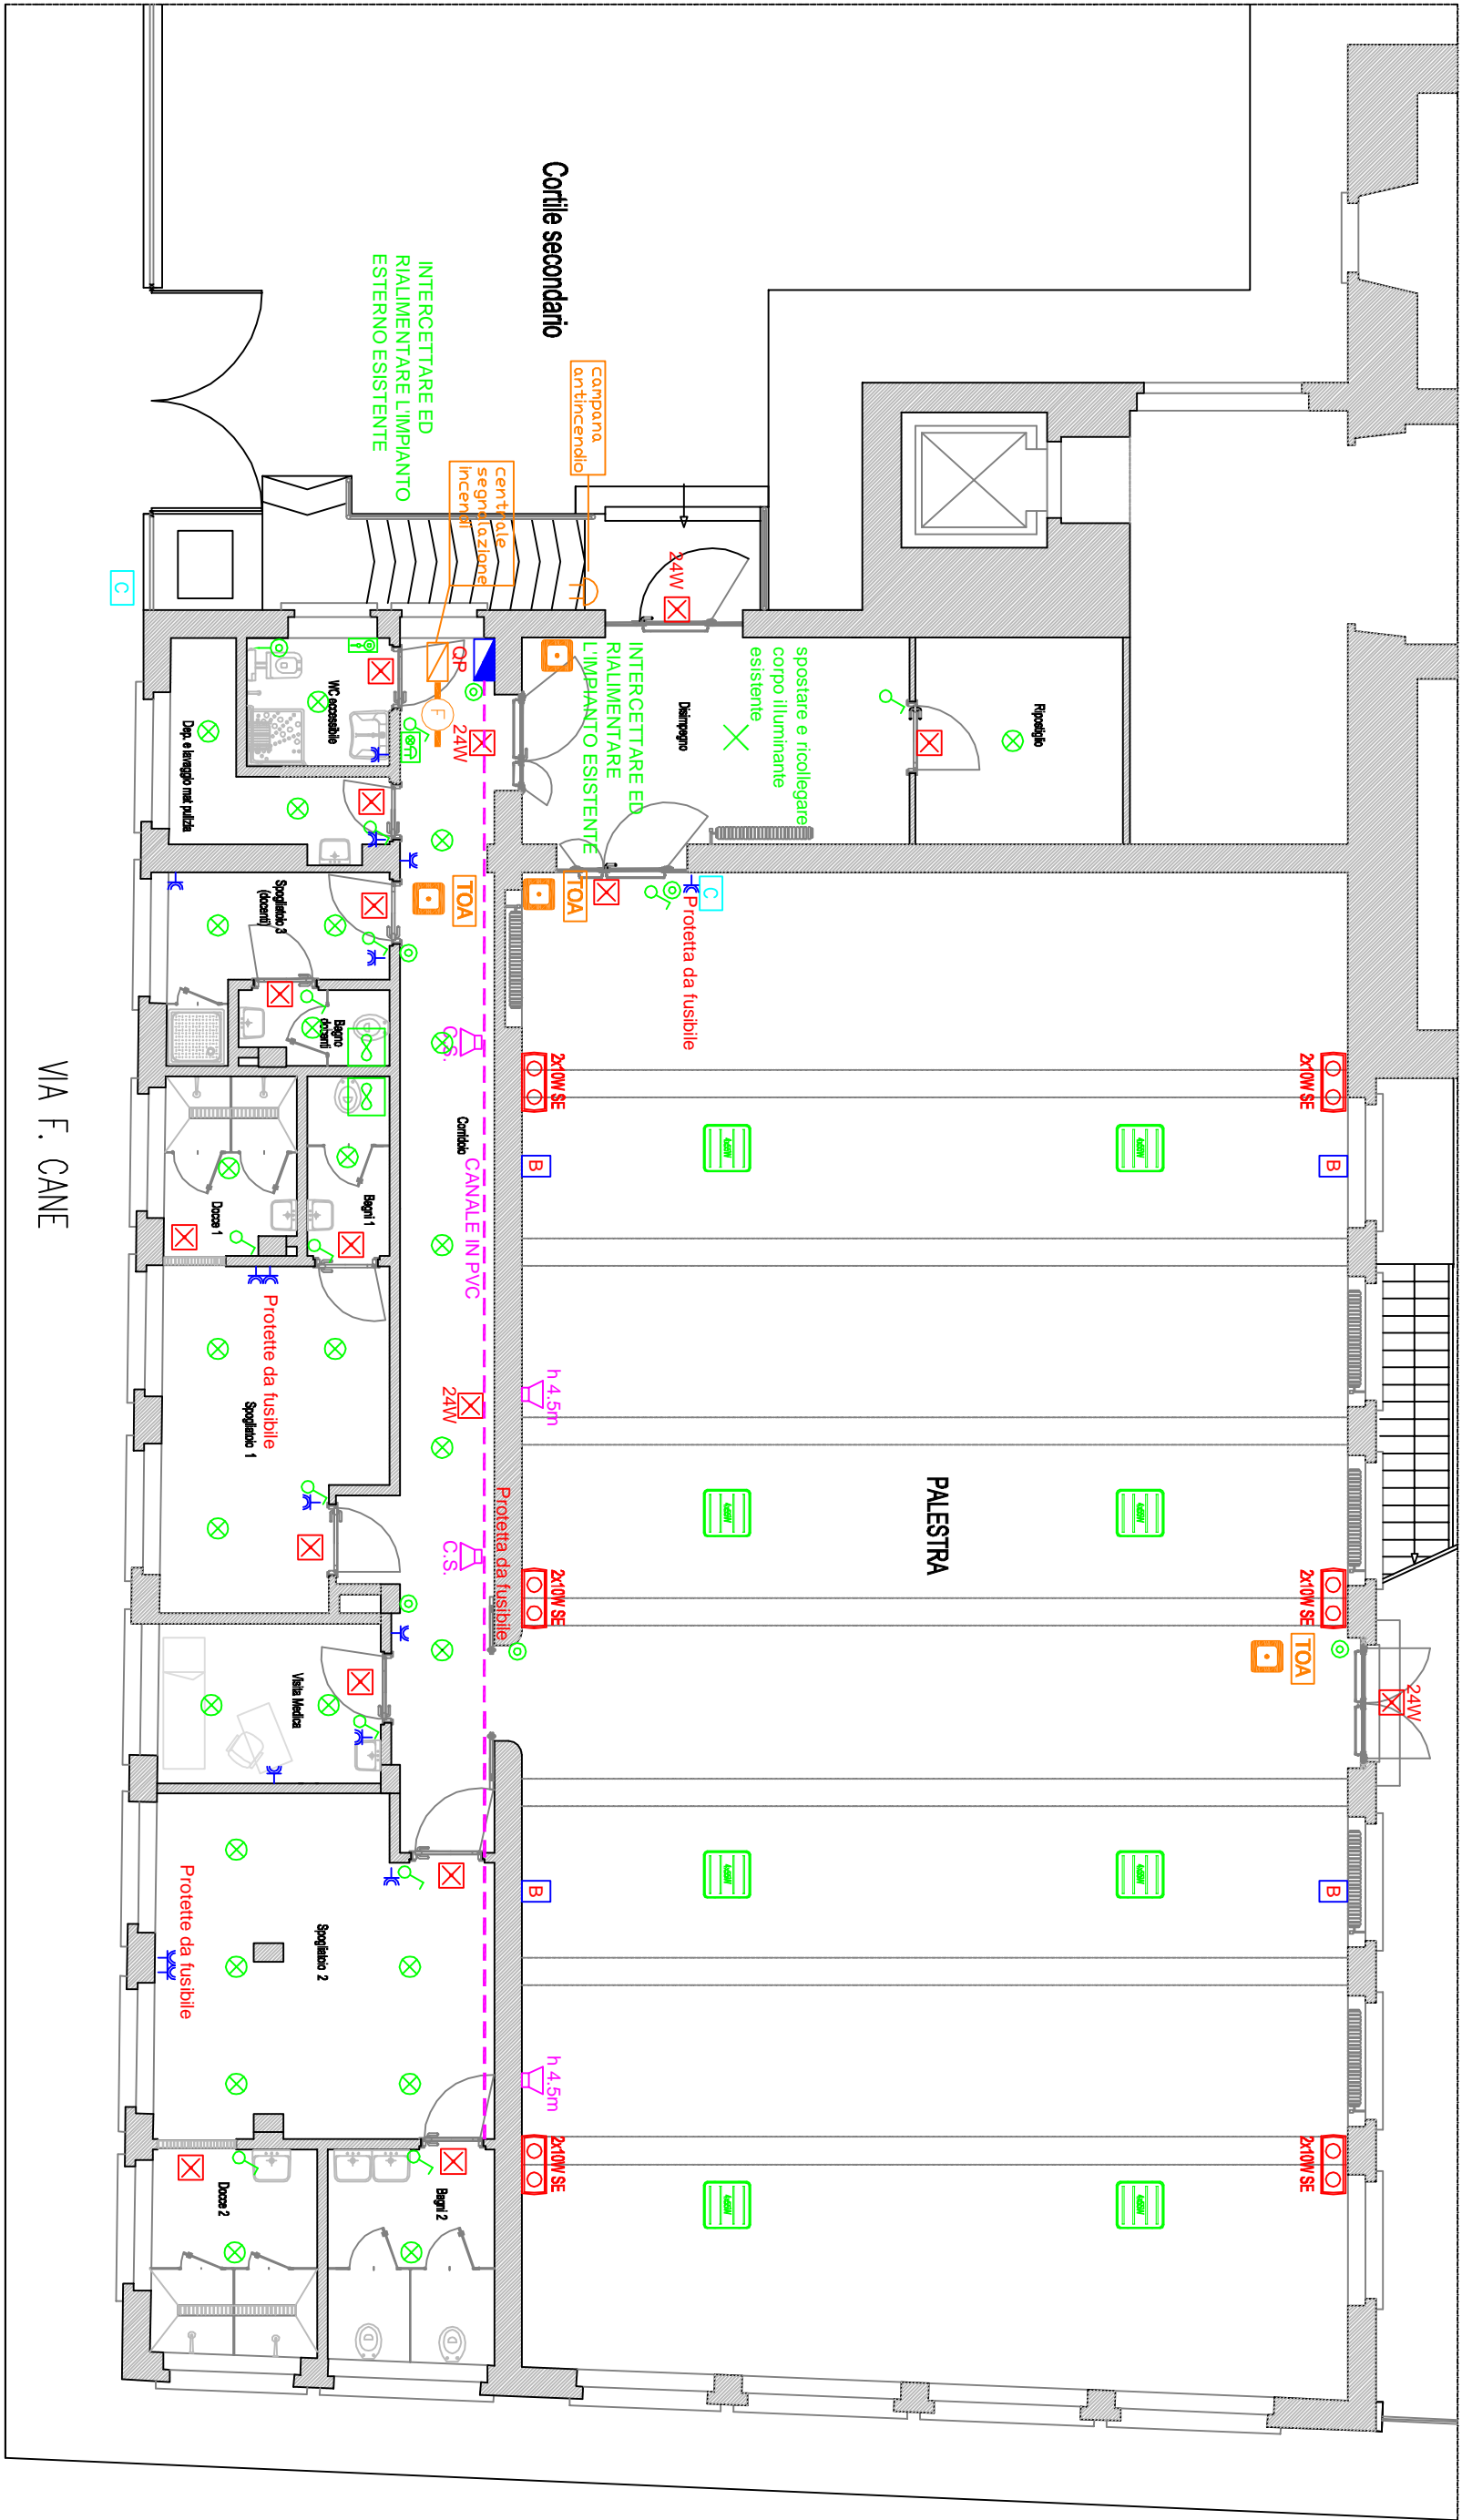 24W
2x10W SE
2x10W SE
2x10W SE
TOA
B
B
Ripostiglio
PALESTRA
spostare e ricollegare
corpo illuminante
esistente
C
Protetta da fusibile
Disimpegno
24W
INTERCETTARE ED
RIALIMENTARE
L'IMPIANTO ESISTENTE
campana
antincendio
Cortile secondario
TOA
2x10W SE
h 4.5m
2x10W SE
h 4.5m
2x10W SE
B
B
Protetta da fusibile
centrale
segnalazione
incendi
QP
24W
F
TOA
C.S.
Corridoio
CANALE IN PVC
24W
C.S.
INTERCETTARE ED
RIALIMENTARE L'IMPIANTO
ESTERNO ESISTENTE
WC accessibile
Dep. e lavaggio mat pulizia
Spogliatoio 3
(docenti)
Bagno
docenti
Bagni 1
Docce 1
Protette da fusibile
Spogliatoio 1
Visita Medica
Spogliatoio 2
Protette da fusibile
Bagni 2
Docce 2
C
VIA F. CANE